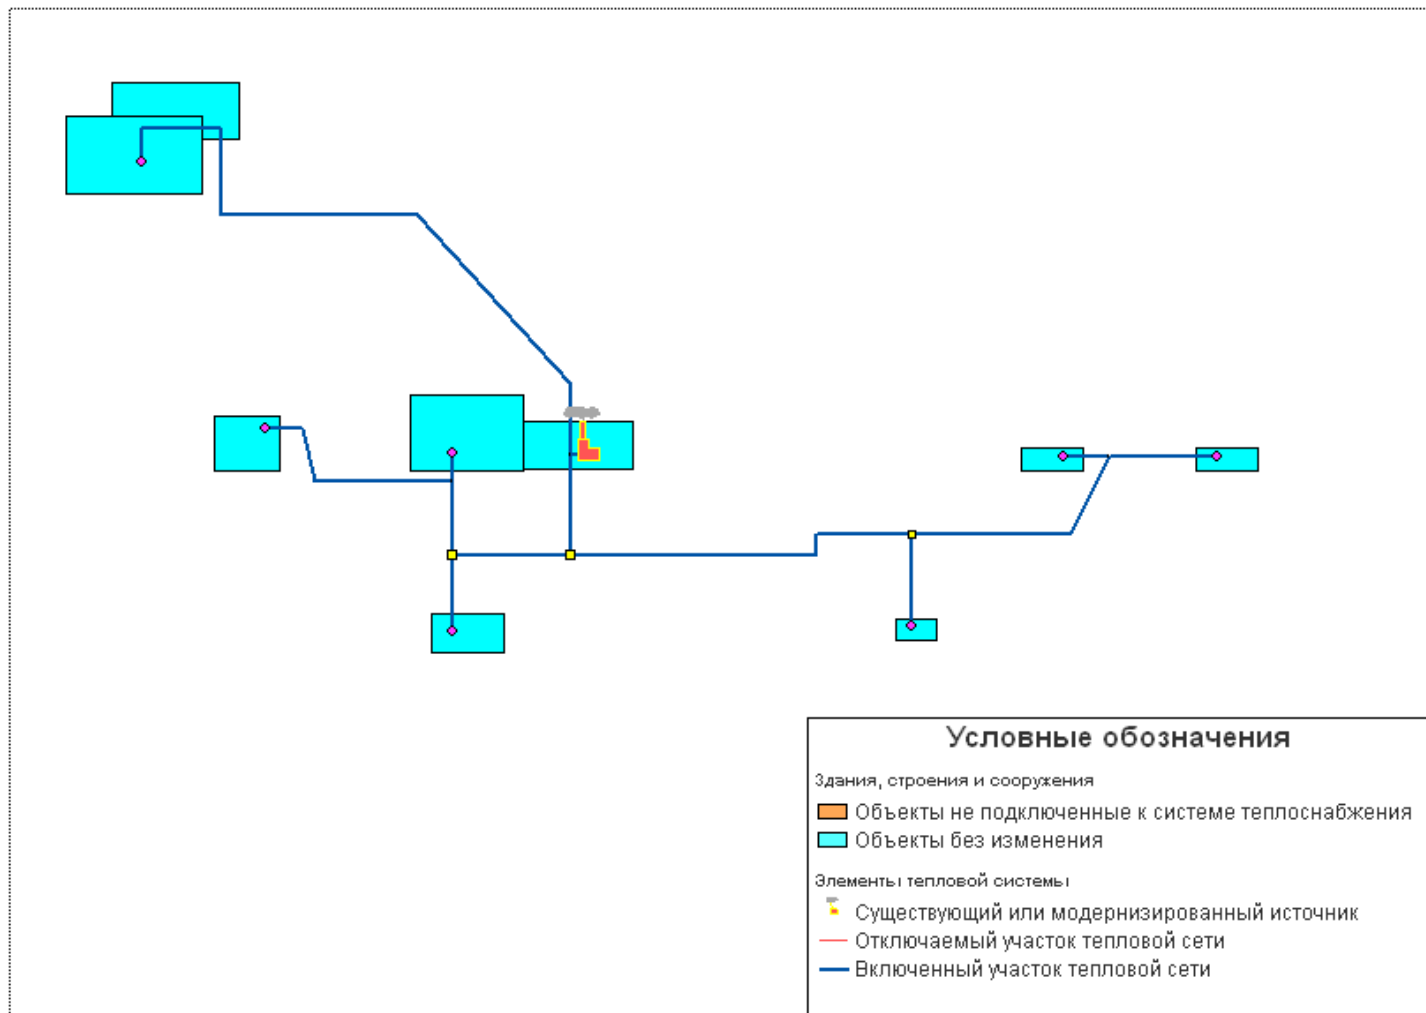 Условные обозначения
Здания, строения и сооружения
Объекты не подключенные к системе теплоснабжения
Объекты без изменения
Элементы тепловой системы
Существующий или модернизированный источник
Отключаемый участок тепловой сети
Включенный участок тепловой сети